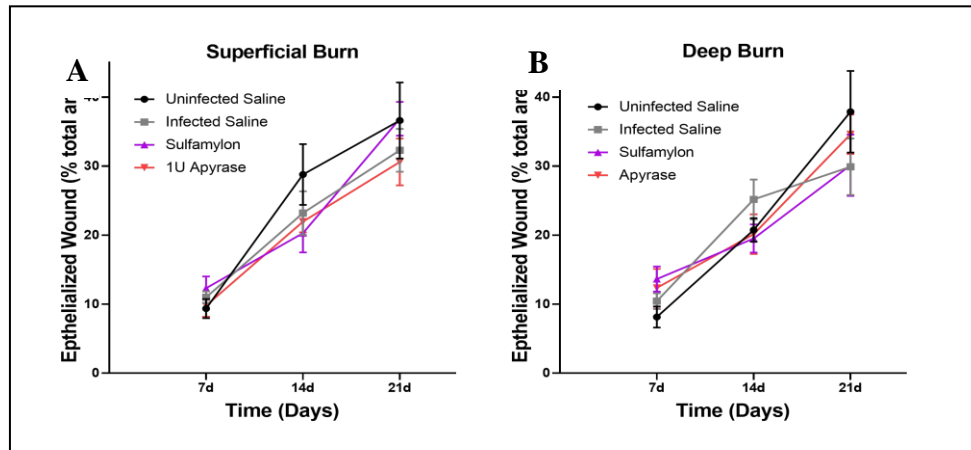 Superficial Burn
A
Epthelialized Wound (% total are
40
30
20
10
0
Uninfected Saline
Infected Saline
Sulfamylon
1U Apyrase
7d 14d 21d
Time (Days)
Deep Burn
B
Epthelialized Wound (% total are
40
30
20
10
0
Uninfected Saline
Infected Saline
Sulfamylon
Apyrase
7d 14d 21d
Time (Days)